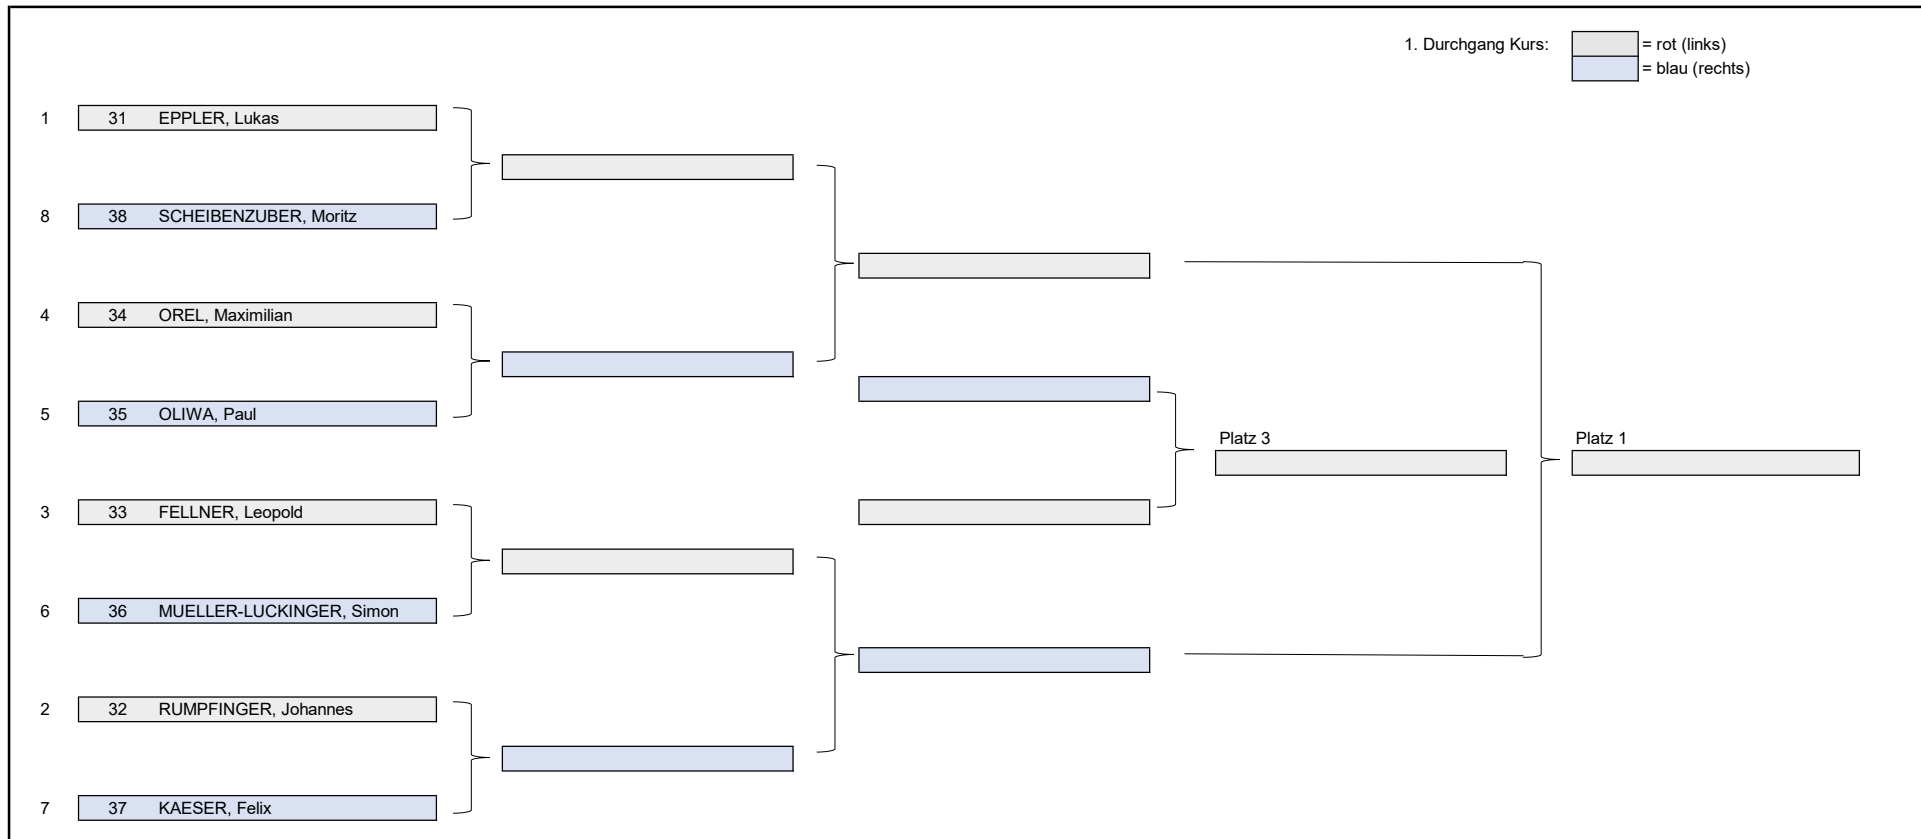 1. Durchgang Kurs: = rot (links)
= blau (rechts)
1 31 EPPLER, Lukas
8 38 SCHEIBENZUBER, Moritz
4 34 OREL, Maximilian
5 35 OLIWA, Paul
Platz 3 Platz 1
3 33 FELLNER, Leopold
6 36 MUELLER-LUCKINGER, Simon
2 32 RUMPFINGER, Johannes
7 37 KAESER, Felix